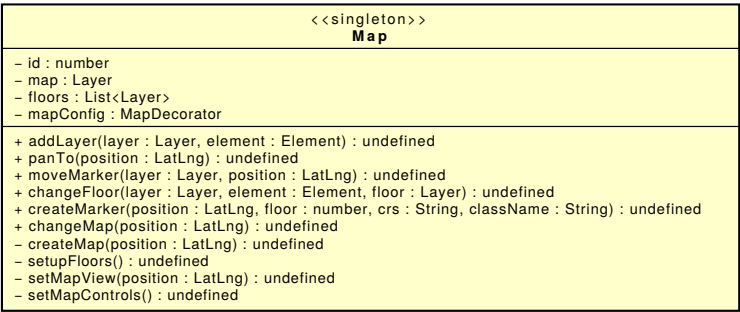 <<singleton>>
Map
− id : number
− map : Layer
− floors : List<Layer>
− mapConfig : MapDecorator
+ addLayer(layer : Layer, element : Element) : undefined
+ panTo(position : LatLng) : undefined
+ moveMarker(layer : Layer, position : LatLng) : undefined
+ changeFloor(layer : Layer, element : Element, floor : Layer) : undefined
+ createMarker(position : LatLng, floor : number, crs : String, className : String) : undefined
+ changeMap(position : LatLng) : undefined
− createMap(position : LatLng) : undefined
− setupFloors() : undefined
− setMapView(position : LatLng) : undefined
− setMapControls() : undefined